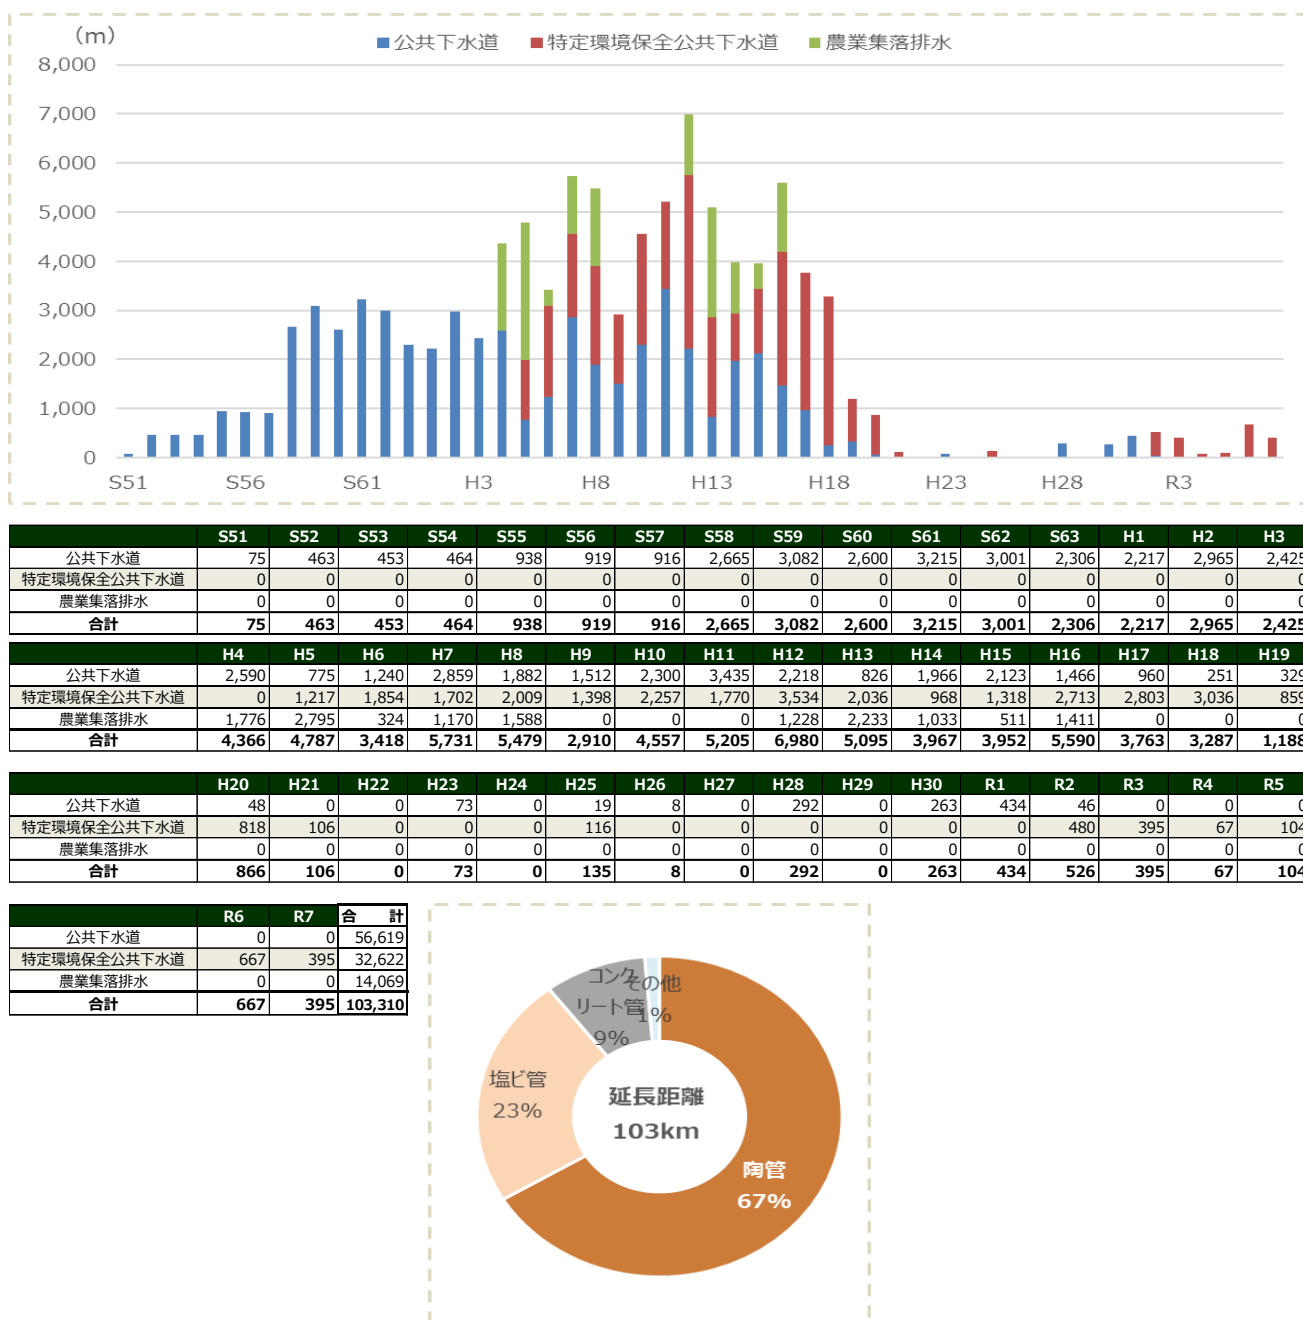 （m）
公共下水道 特定環境保全公共下水道 農業集落排水
8,000
7,000
6,000
5,000
4,000
3,000
2,000
1,000
0
S51 S56 S61 H3 H8 H13 H18 H23 H28 R3
S51 S52 S53 S54 S55 S56 S57 S58 S59 S60 S61 S62 S63 H1 H2 H3
公共下水道 75 463 453 464 938 919 916 2,665 3,082 2,600 3,215 3,001 2,306 2,217 2,965 2,425
特定環境保全公共下水道 0 0 0 0 0 0 0 0 0 0 0 0 0 0 0 0
農業集落排水 0 0 0 0 0 0 0 0 0 0 0 0 0 0 0 0
合計 75 463 453 464 938 919 916 2,665 3,082 2,600 3,215 3,001 2,306 2,217 2,965 2,425
H4 H5 H6 H7 H8 H9 H10 H11 H12 H13 H14 H15 H16 H17 H18 H19
公共下水道 2,590 775 1,240 2,859 1,882 1,512 2,300 3,435 2,218 826 1,966 2,123 1,466 960 251 329
特定環境保全公共下水道 0 1,217 1,854 1,702 2,009 1,398 2,257 1,770 3,534 2,036 968 1,318 2,713 2,803 3,036 859
農業集落排水 1,776 2,795 324 1,170 1,588 0 0 0 1,228 2,233 1,033 511 1,411 0 0 0
合計 4,366 4,787 3,418 5,731 5,479 2,910 4,557 5,205 6,980 5,095 3,967 3,952 5,590 3,763 3,287 1,188
H20 H21 H22 H23 H24 H25 H26 H27 H28 H29 H30 R1 R2 R3 R4 R5
公共下水道 48 0 0 73 0 19 8 0 292 0 263 434 46 0 0 0
特定環境保全公共下水道 818 106 0 0 0 116 0 0 0 0 0 0 480 395 67 104
農業集落排水 0 0 0 0 0 0 0 0 0 0 0 0 0 0 0 0
合計 866 106 0 73 0 135 8 0 292 0 263 434 526 395 67 104
R6 R7 合 計
公共下水道 0 0 56,619
特定環境保全公共下水道 667 395 32,622
農業集落排水 0 0 14,069
合計 667 395 103,310
コンク
リート管
9%
その他
1%
塩ビ管
23%
延長距離
103km
陶管
67%